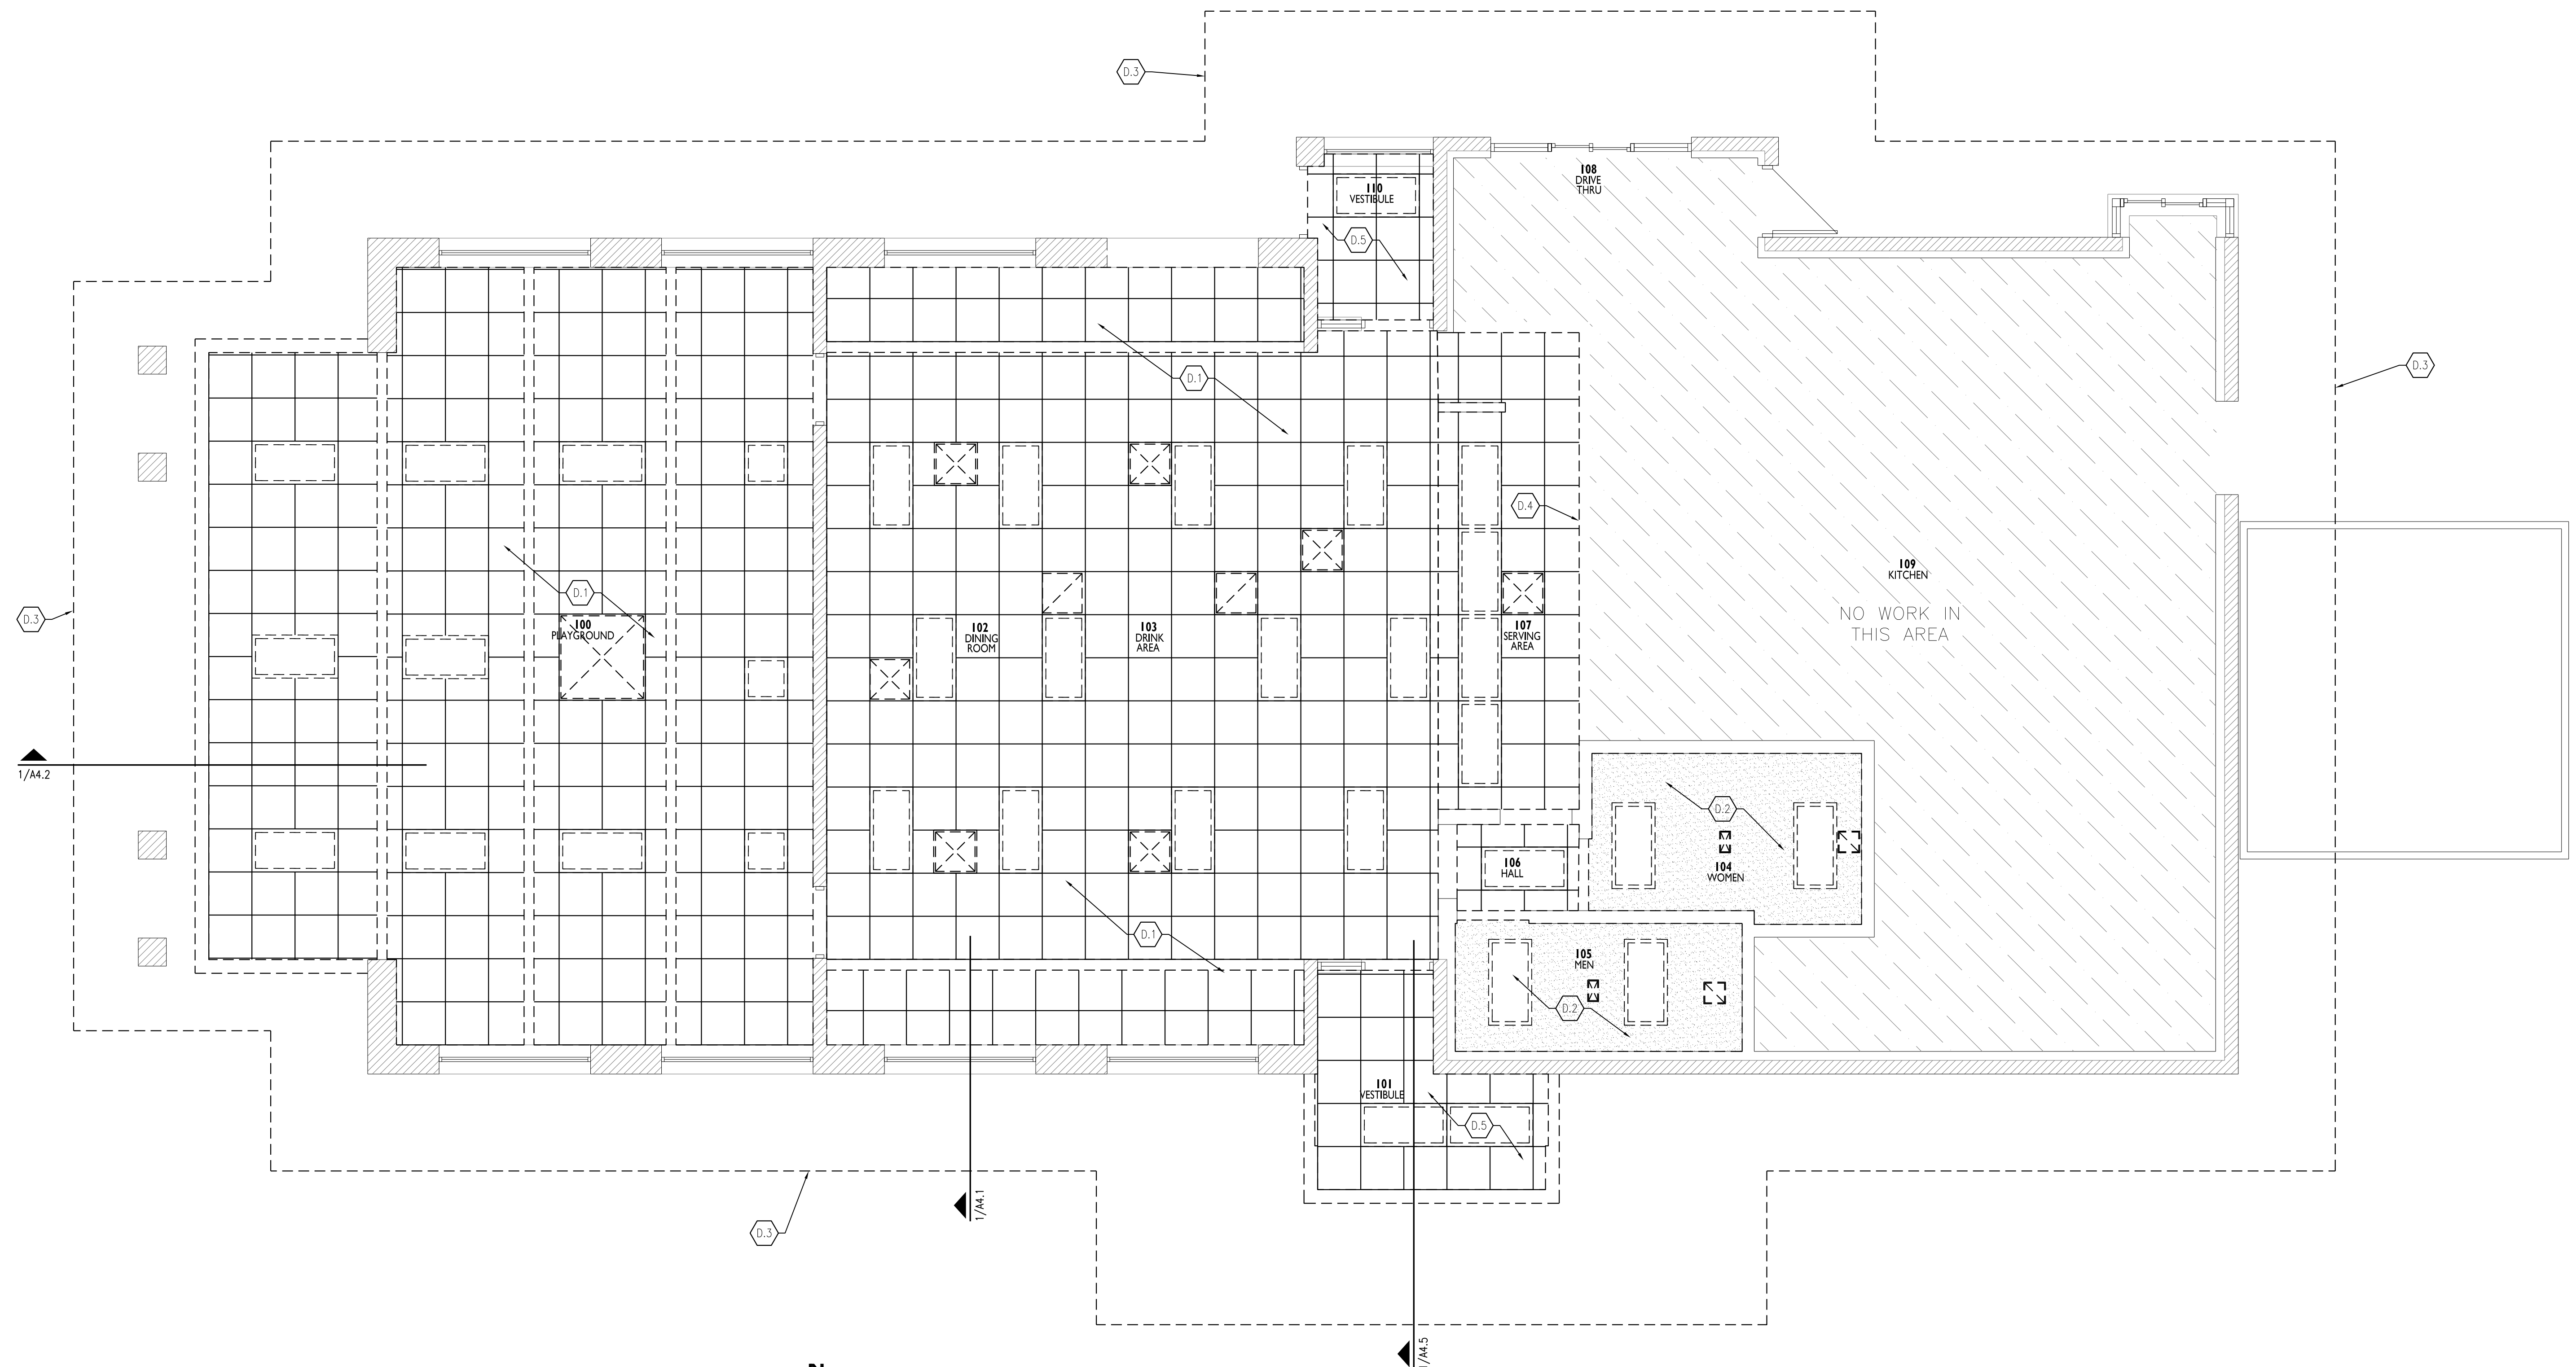 D.3
108
DRIVE
THRU
110
VESTIBULE
D.5
D.3
D.1
D.4
109
KITCHEN
NO WORK IN
THIS AREA
D.1
D.3
100
PLAYGROUND
102
DINING
ROOM
103
DRINK
AREA
107
SERVING
AREA
1/A4.2
D.2
106
HALL
104
WOMEN
D.1
105
MEN
D.2
101
VESTIBULE
D.5
1/A4.1
D.3
1/A4.5